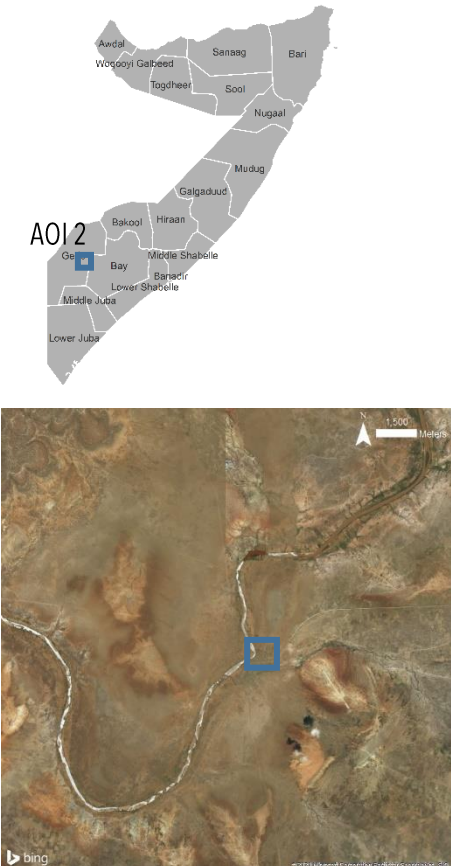 Awdal
Woqooyi Galbeed
Sanaag
Bari
Togdheer
Sool
Nugaal
Mudug
Galgaduud
Bakool
Hiraan
AOI 2
Ge
Bay
Middle Shabelle
Banadir
Lower Shabelle
Middle Juba
Lower Juba
N
1,500
Meters
bing